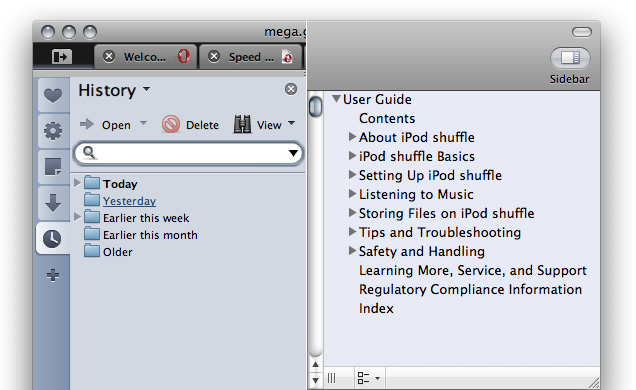 mega.g
Welco... Speed ...
History
Open Delete View
Today
Yesterday
Earlier this week
Earlier this month
Older
Sidebar
User Guide
Contents
About iPod shuffle
iPod shuffle Basics
Setting Up iPod shuffle
Listening to Music
Storing Files on iPod shuffle
Tips and Troubleshooting
Safety and Handling
Learning More, Service, and Support
Regulatory Compliance Information
Index